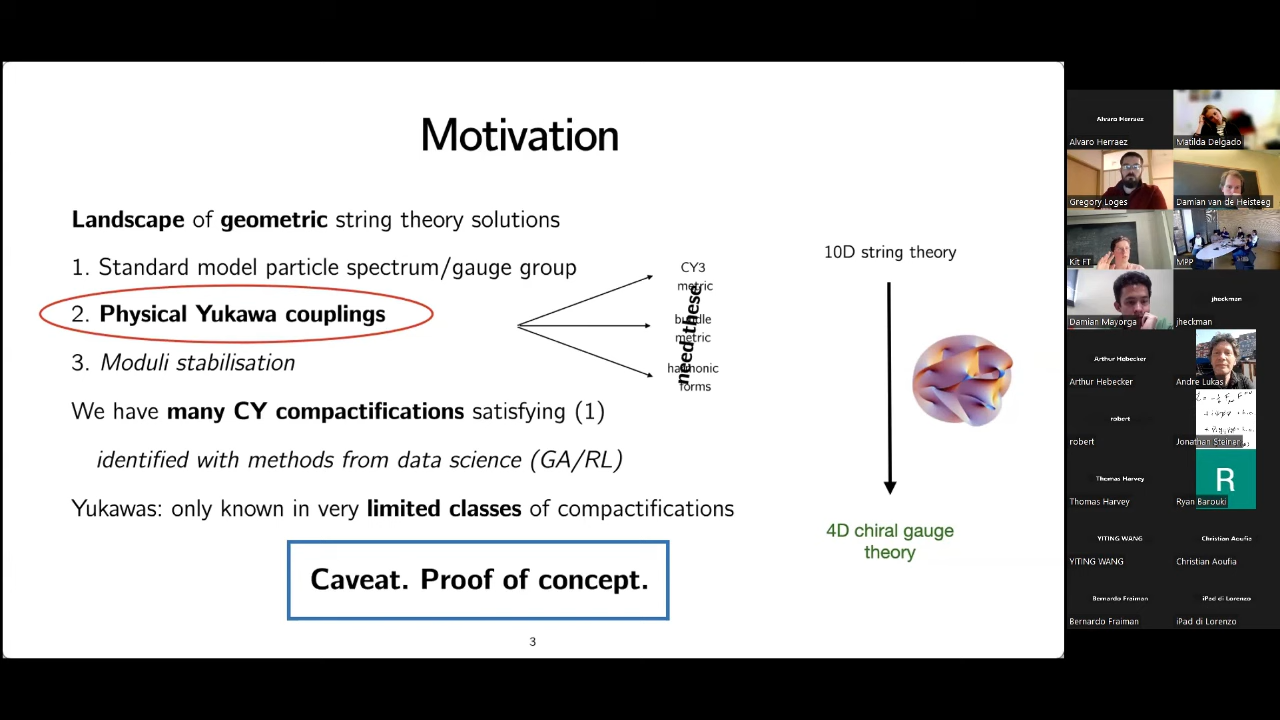 Motivation
Landscape of geometric string theory solutions
1. Standard model particle spectrum/gauge group
2. Physical Yukawa couplings
3. Moduli stabilisation
We have many CY compactifications satisfying (1)
identified with methods from data science (GA/RL)
Yukawas: only known in very limited classes of compactifications
Caveat. Proof of concept.
CY3
metric
bundle
metric
harmonic
forms
need these
10D string theory
4D chiral gauge
theory
3
Alvaro Herraez
Alvaro Herraez
Matilda Delgado
Gregory Loges
Damian van de Heisteeg
Kit FT
MPP
Damian Mayorga
jheckman
jheckman
Arthur Hebecker
Arthur Hebecker
Andre Lukas
robert
robert
Jonathan Steiner
Thomas Harvey
Thomas Harvey
R
Ryan Barouki
YITING WANG
YITING WANG
Christian Aoufia
Christian Aoufia
Bernardo Fraiman
Bernardo Fraiman
iPad di Lorenzo
iPad di Lorenzo